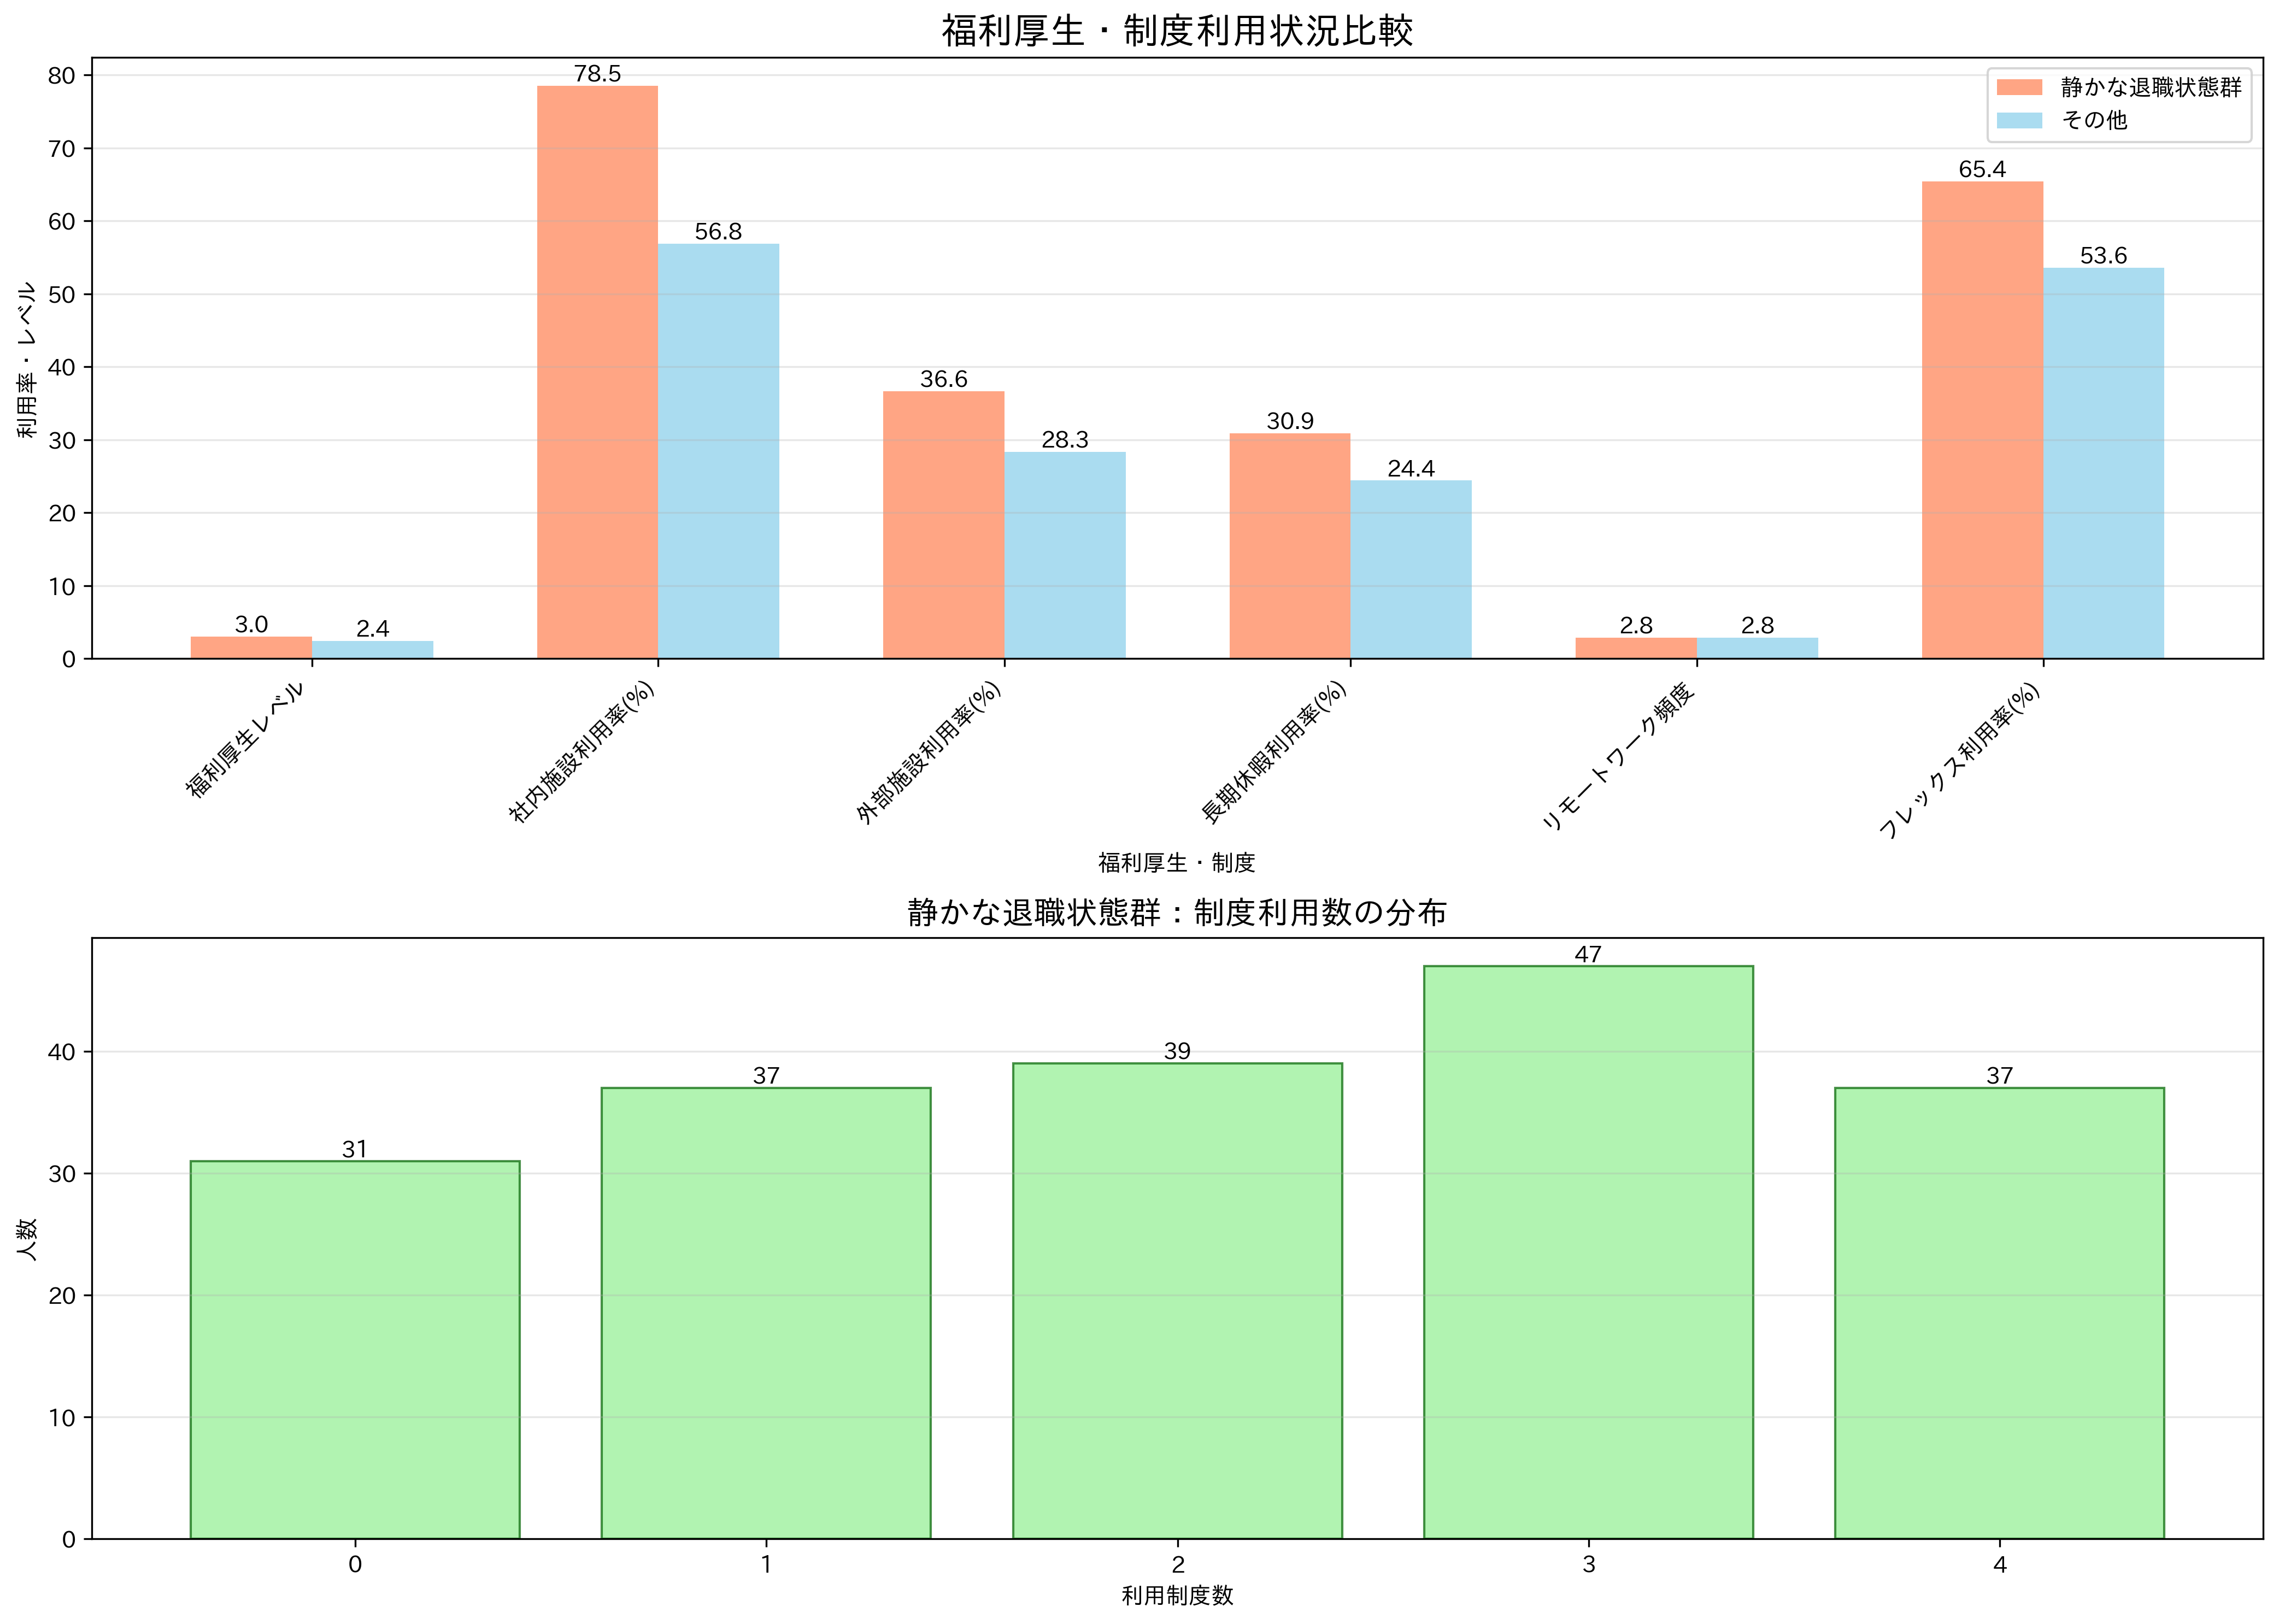 福利厚生・制度利用状況比較
静かな退職状態群
その他
利用率・レベル
80
70
60
50
40
30
20
10
0
3.0
2.4
78.5
56.8
36.6
28.3
30.9
24.4
2.8
2.8
65.4
53.6
福利厚生レベル
社内施設利用率(%)
外部施設利用率(%)
長期休暇利用率(%)
リモートワーク頻度
フレックス利用率(%)
福利厚生・制度
静かな退職状態群：制度利用数の分布
人数
40
30
20
10
0
31
37
39
47
37
0
1
2
3
4
利用制度数